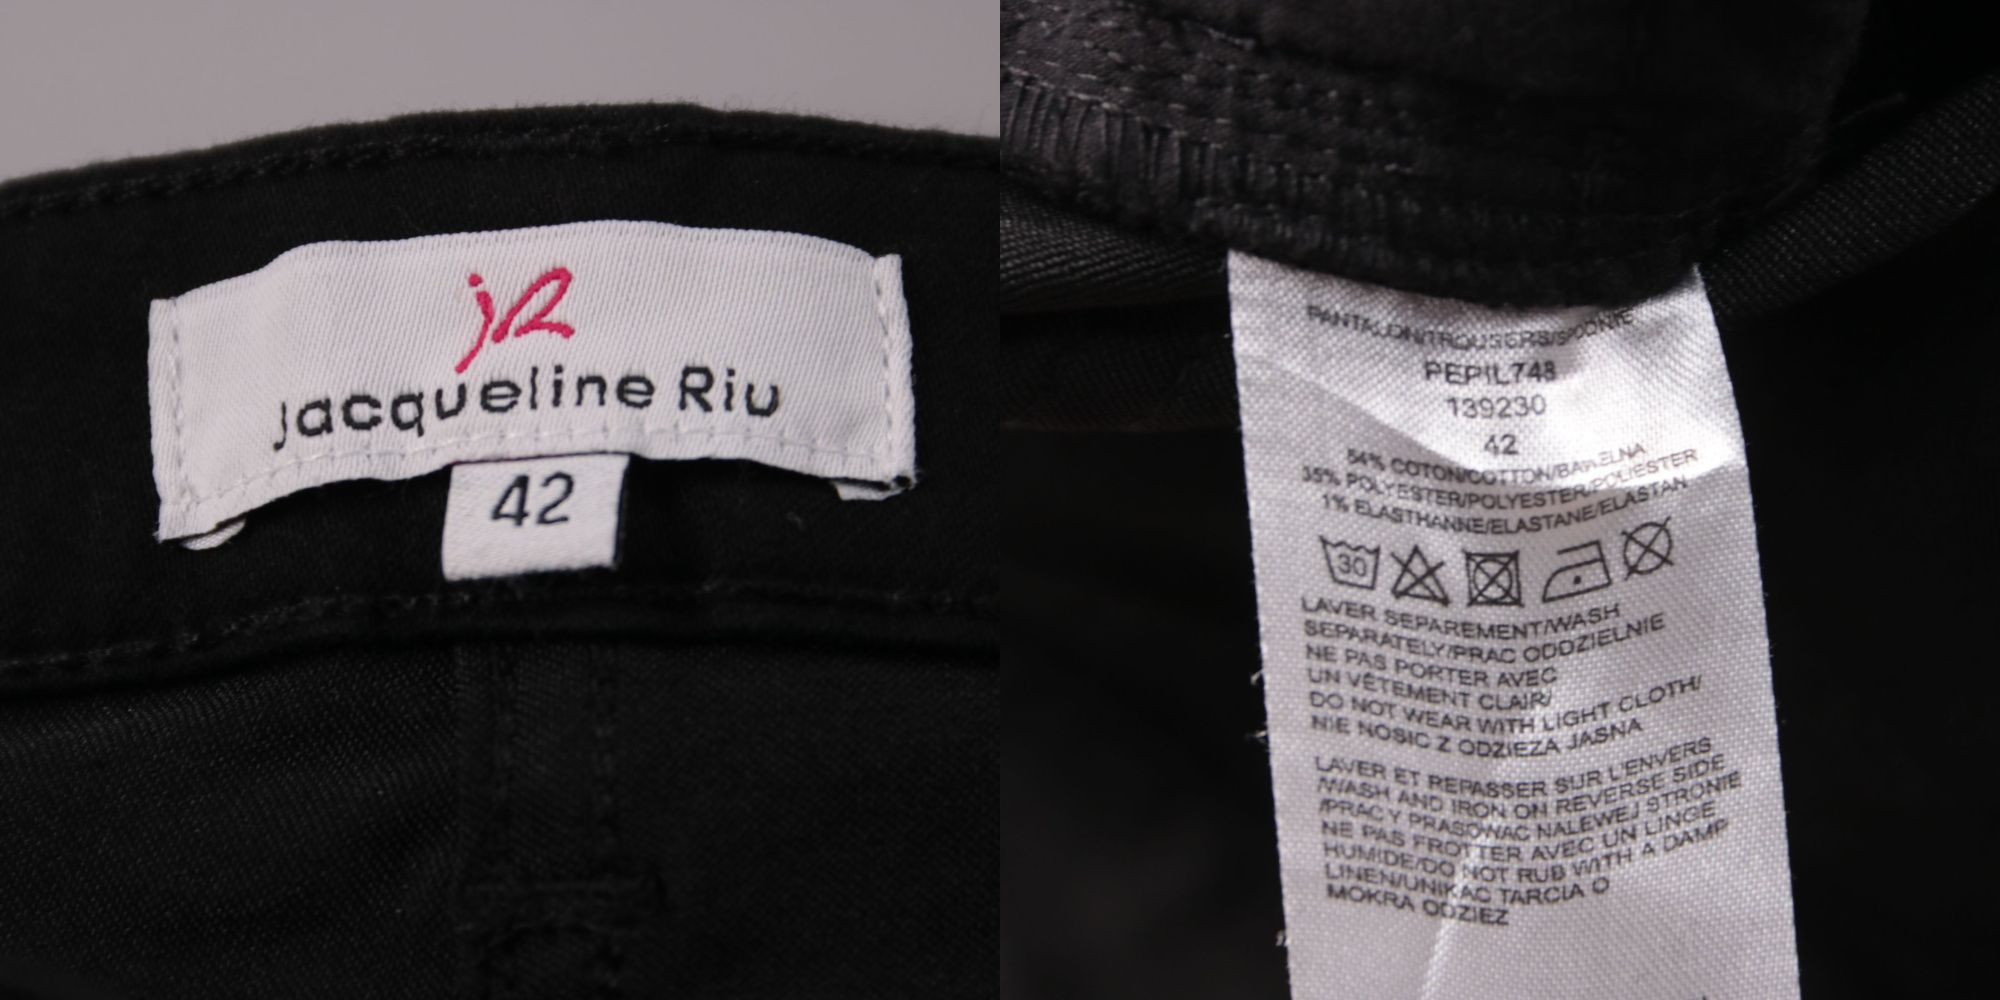 jR
Jacqueline Riu
42
PANTALON/TROUSERS/SPODNIE
PEPIL748
139230
42
64% COTON/COTTON/BAWELNA
35% POLYESTER/POLYESTER/POLIESTER
1% ELASTHANNE/ELASTANE/ELASTAN
30
LAVER SEPAREMENT/WASH
SEPARATELY/PRAC ODDZIELNIE
NE PAS PORTER AVEC
UN VÊTEMENT CLAIR/
DO NOT WEAR WITH LIGHT CLOTH/
NIE NOSIC Z ODZIEZA JASNA
LAVER ET REPASSER SUR L'ENVERS
/WASH AND IRON ON REVERSE SIDE
/PRAC Y PRASOWAC NALEWEJ STRONIE
NE PAS FROTTER AVEC UN LINGE
HUMIDE/DO NOT RUB WITH A DAMP
LINEN/UNIKAC TARCIA O
MOKRA ODZIEZ